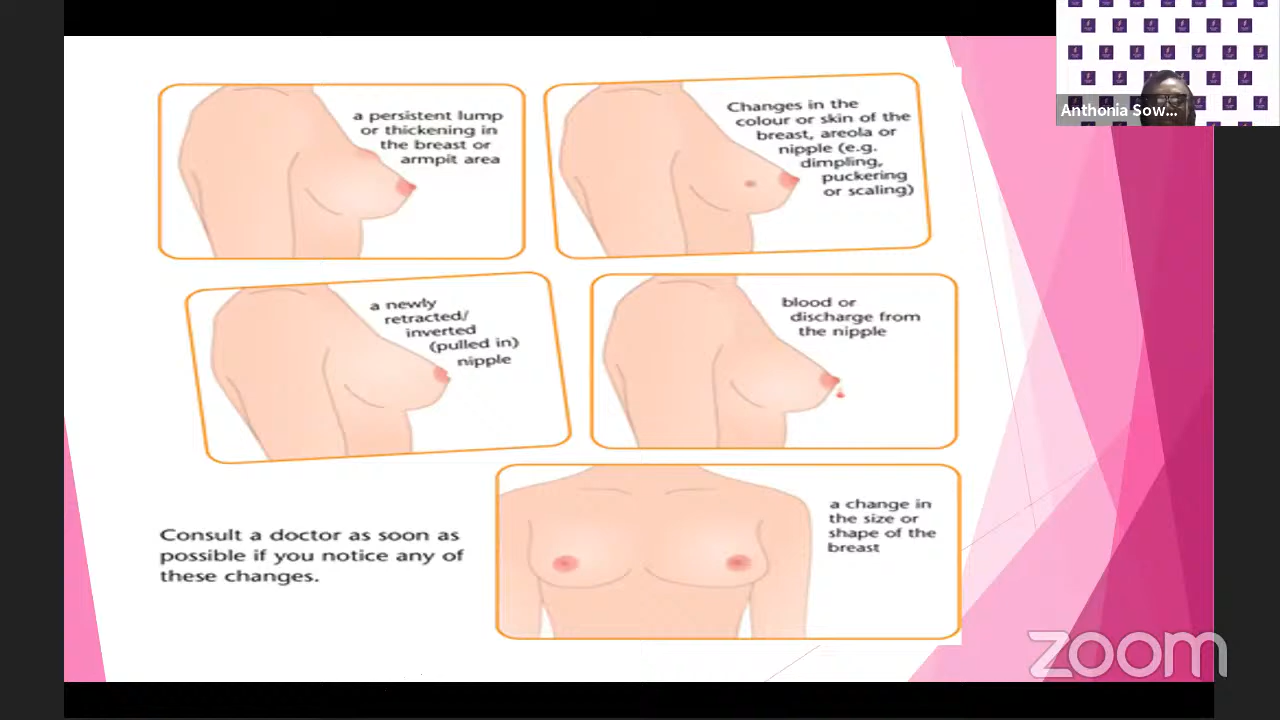 Anthonia Sow...
a persistent lump
or thickening in
the breast or
armpit area
Changes in the
colour or skin of the
breast, areola or
nipple (e.g.
dimpling,
puckering
or scaling)
a newly
retracted/
inverted
(pulled in)
nipple
blood or
discharge from
the nipple
a change in
the size or
shape of the
breast
Consult a doctor as soon as
possible if you notice any of
these changes.
zoom